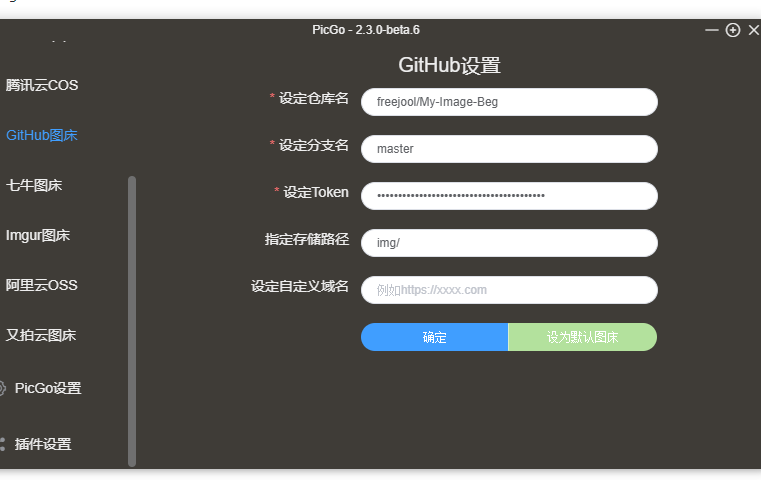 PicGo - 2.3.0-beta.6
腾讯云COS
GitHub图床
七牛图床
Imgur图床
阿里云OSS
又拍云图床
PicGo设置
插件设置
GitHub设置
* 设定仓库名
freejool/My-Image-Beg
* 设定分支名
master
* 设定Token
指定存储路径
img/
设定自定义域名
例如https://xxxx.com
确定
设为默认图床